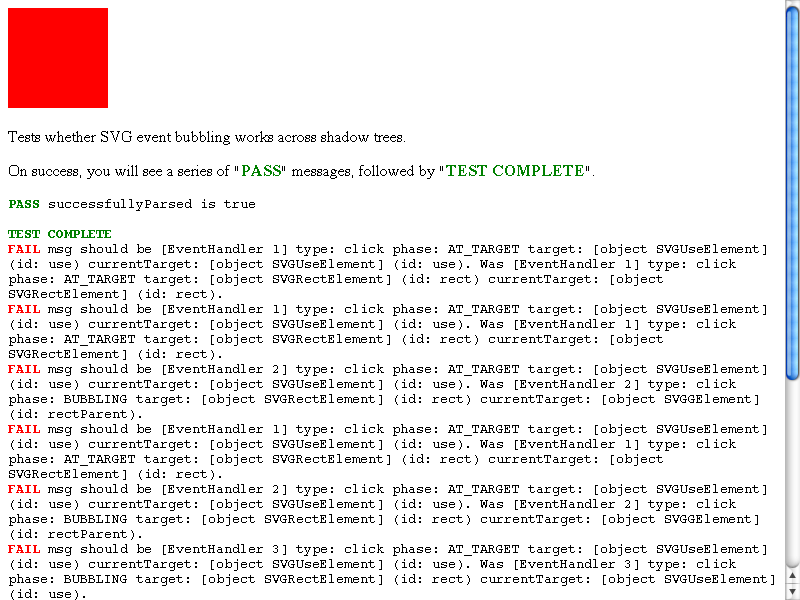 Tests whether SVG event bubbling works across shadow trees.
On success, you will see a series of "PASS" messages, followed by "TEST COMPLETE".
PASS successfullyParsed is true
TEST COMPLETE
FAIL msg should be [EventHandler 1] type: click phase: AT_TARGET target: [object SVGUseElement]
(id: use) currentTarget: [object SVGUseElement] (id: use). Was [EventHandler 1] type: click
phase: AT_TARGET target: [object SVGRectElement] (id: rect) currentTarget: [object
SVGRectElement] (id: rect).
FAIL msg should be [EventHandler 1] type: click phase: AT_TARGET target: [object SVGUseElement]
(id: use) currentTarget: [object SVGUseElement] (id: use). Was [EventHandler 1] type: click
phase: AT_TARGET target: [object SVGRectElement] (id: rect) currentTarget: [object
SVGRectElement] (id: rect).
FAIL msg should be [EventHandler 2] type: click phase: AT_TARGET target: [object SVGUseElement]
(id: use) currentTarget: [object SVGUseElement] (id: use). Was [EventHandler 2] type: click
phase: BUBBLING target: [object SVGRectElement] (id: rect) currentTarget: [object SVGGElement]
(id: rectParent).
FAIL msg should be [EventHandler 1] type: click phase: AT_TARGET target: [object SVGUseElement]
(id: use) currentTarget: [object SVGUseElement] (id: use). Was [EventHandler 1] type: click
phase: AT_TARGET target: [object SVGRectElement] (id: rect) currentTarget: [object
SVGRectElement] (id: rect).
FAIL msg should be [EventHandler 2] type: click phase: AT_TARGET target: [object SVGUseElement]
(id: use) currentTarget: [object SVGUseElement] (id: use). Was [EventHandler 2] type: click
phase: BUBBLING target: [object SVGRectElement] (id: rect) currentTarget: [object SVGGElement]
(id: rectParent).
FAIL msg should be [EventHandler 3] type: click phase: AT_TARGET target: [object SVGUseElement]
(id: use) currentTarget: [object SVGUseElement] (id: use). Was [EventHandler 3] type: click
phase: BUBBLING target: [object SVGRectElement] (id: rect) currentTarget: [object SVGUseElement]
(id: use).